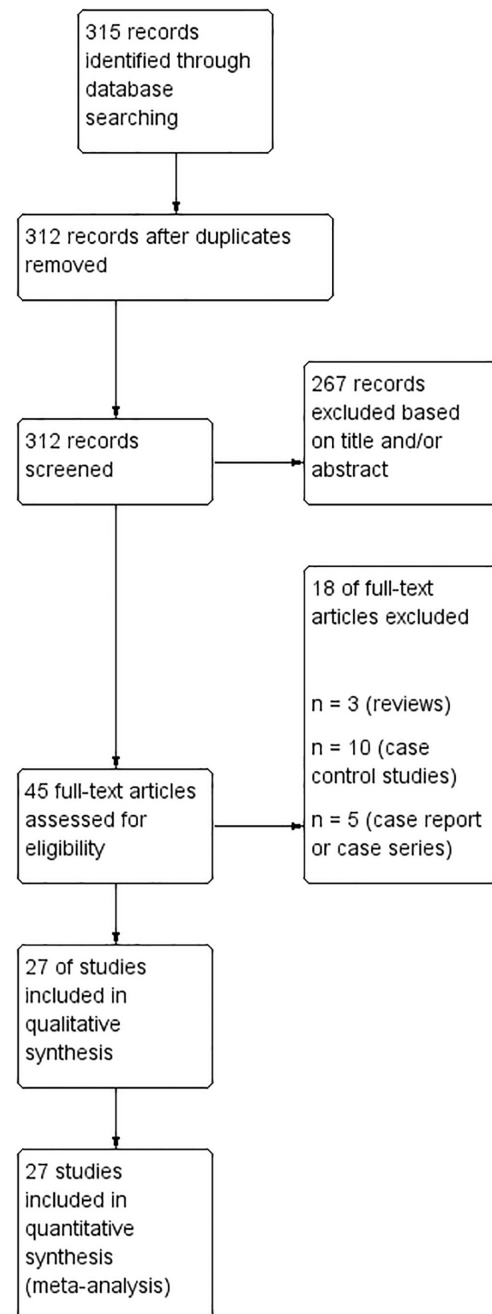 315 records
identified through
database
searching
312 records after duplicates
removed
312 records
screened
267 records
excluded based
on title and/or
abstract
18 of full-text
articles excluded
n = 3 (reviews)
n = 10 (case
control studies)
n = 5 (case report
or case series)
45 full-text articles
assessed for
eligibility
27 of studies
included in
qualitative
synthesis
27 studies
included in
quantitative
synthesis
(meta-analysis)